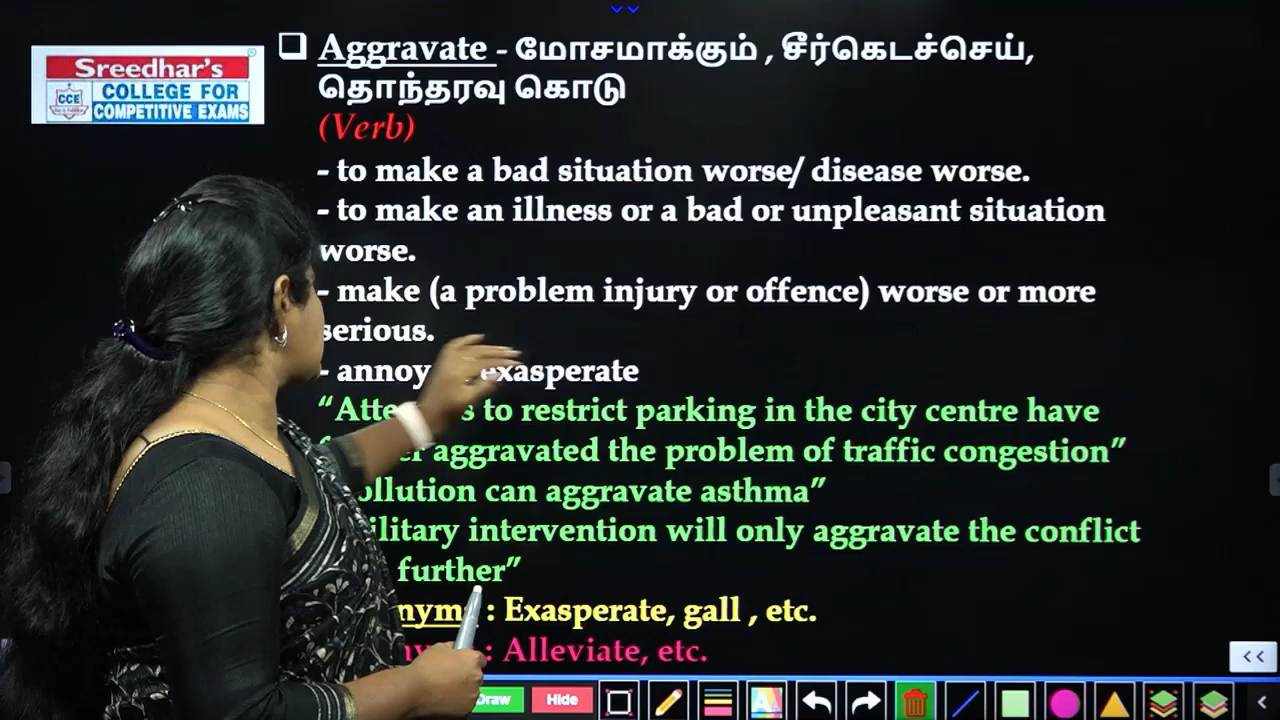 Sreedhar's
CCE
COLLEGE FOR
COMPETITIVE EXAMS
Aggravate - மோசமாக்கும் , சீர்கெடச்செய்,
தொந்தரவு கொடு
(Verb)
- to make a bad situation worse/ disease worse.
- to make an illness or a bad or unpleasant situation
worse.
- make (a problem injury or offence) worse or more
serious.
- annoy exasperate
to restrict parking in the city centre have
aggravated the problem of traffic congestion”
can aggravate asthma”
intervention will only aggravate the conflict
further”
: Exasperate, gall , etc.
: Alleviate, etc.
<<
Draw
Hide